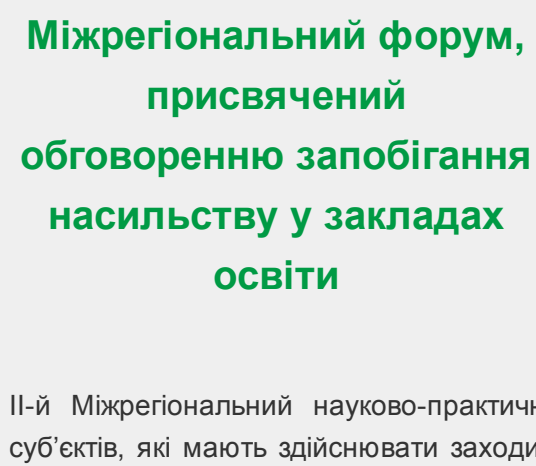 Міжрегіональний форум,
присвячений
обговоренню запобігання
насильству у закладах
освіти
ІІ-й Міжрегіональний науково-практичн
суб’єктів, які мають здійснювати заходи